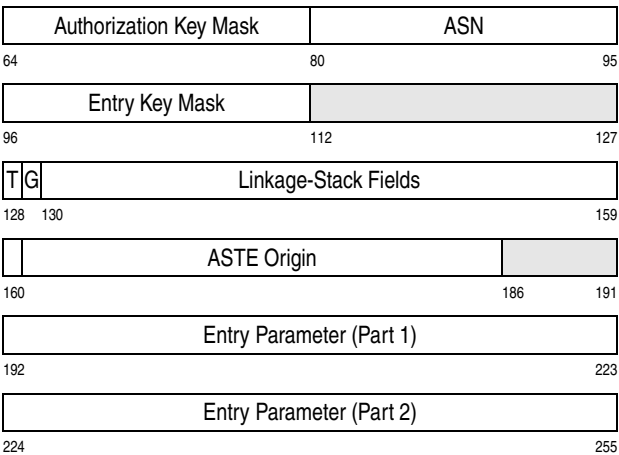 Authorization Key Mask ASN
64 80 95
Entry Key Mask
96 112 127
T G Linkage-Stack Fields
128 130 159
ASTE Origin
160 186 191
Entry Parameter (Part 1)
192 223
Entry Parameter (Part 2)
224 255